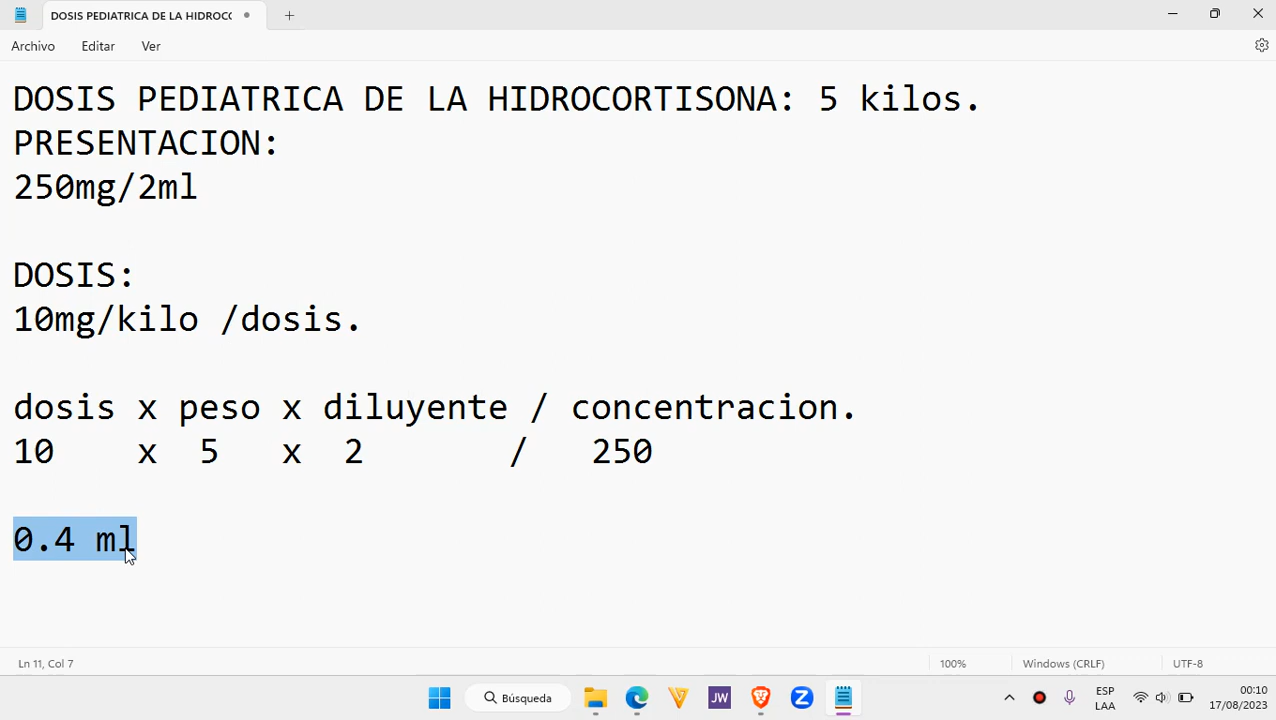 DOSIS PEDIATRICA DE LA HIDROCO
Archivo Editar Ver
DOSIS PEDIATRICA DE LA HIDROCORTISONA: 5 kilos.
PRESENTACION:
250mg/2ml
DOSIS:
10mg/kilo /dosis.
dosis x peso x diluyente / concentracion.
10 x 5 x 2 / 250
0.4 ml
Ln 11, Col 7 100% Windows (CRLF) UTF-8
Búsqueda JW ESP LAA 00:10 17/08/2023